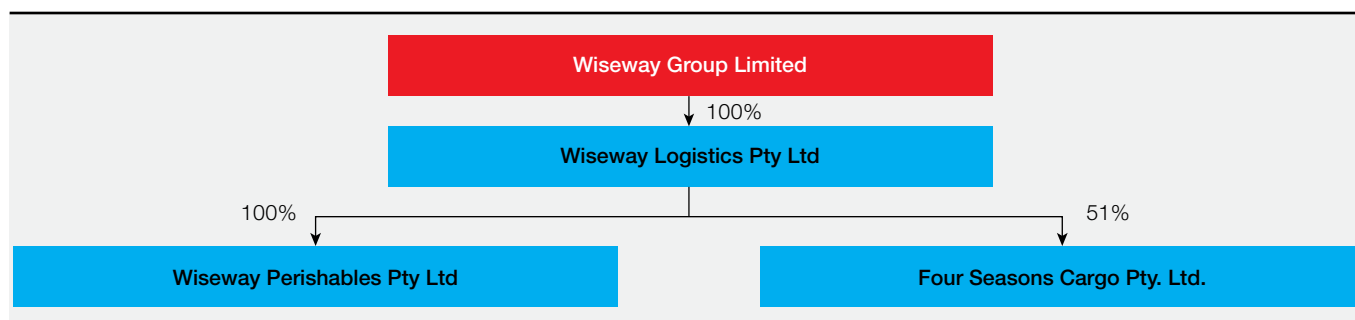 Wiseway Group Limited
100%
Wiseway Logistics Pty Ltd
100%
51%
Wiseway Perishables Pty Ltd
Four Seasons Cargo Pty. Ltd.